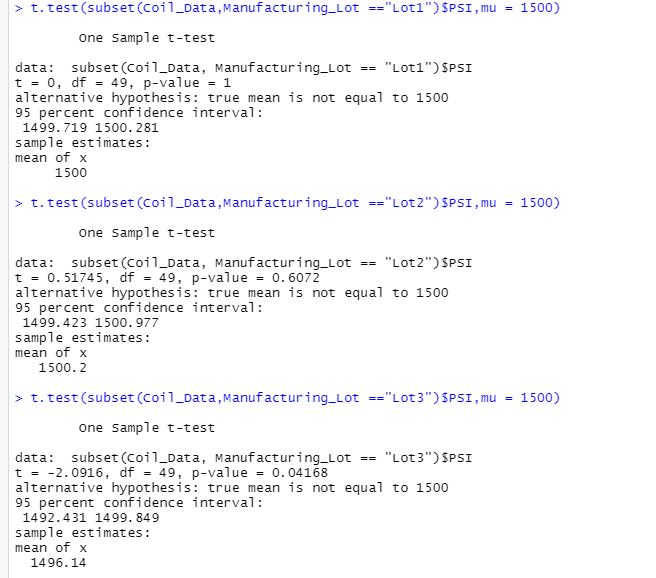 > t.test(subset(Coil_Data,Manufacturing_Lot =="Lot1")$PSI,mu = 1500)
One Sample t-test
data:  subset(Coil_Data, Manufacturing_Lot == "Lot1")$PSI
t = 0, df = 49, p-value = 1
alternative hypothesis: true mean is not equal to 1500
95 percent confidence interval:
1499.719 1500.281
sample estimates:
mean of x
1500
> t.test(subset(Coil_Data,Manufacturing_Lot =="Lot2")$PSI,mu = 1500)
One Sample t-test
data:  subset(Coil_Data, Manufacturing_Lot == "Lot2")$PSI
t = 0.51745, df = 49, p-value = 0.6072
alternative hypothesis: true mean is not equal to 1500
95 percent confidence interval:
1499.423 1500.977
sample estimates:
mean of x
1500.2
> t.test(subset(Coil_Data,Manufacturing_Lot =="Lot3")$PSI,mu = 1500)
One Sample t-test
data:  subset(Coil_Data, Manufacturing_Lot == "Lot3")$PSI
t = -2.0916, df = 49, p-value = 0.04168
alternative hypothesis: true mean is not equal to 1500
95 percent confidence interval:
1492.431 1499.849
sample estimates:
mean of x
1496.14